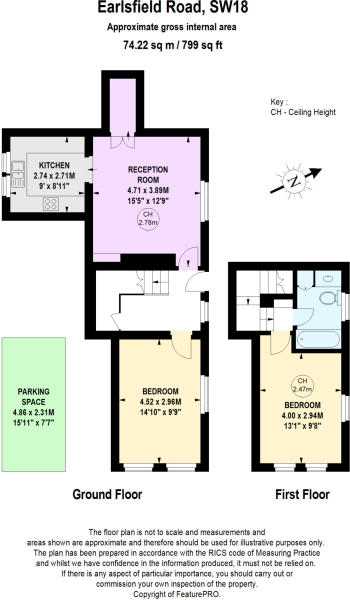 Earlsfield Road, SW18
Approximate gross internal area
74.22 sq m / 799 sq ft
Key :
CH - Ceiling Height
N
KITCHEN
2.74 x 2.71M
9' x 8'11"
RECEPTION
ROOM
4.71 x 3.89M
15'5" x 12'9"
CH
2.78m
PARKING
SPACE
4.86 x 2.31M
15'11" x 7'7"
BEDROOM
4.52 x 2.96M
14'10" x 9'9"
CH
2.47m
BEDROOM
4.00 x 2.94M
13'1" x 9'8"
Ground Floor
First Floor
The floor plan is not to scale and measurements and
areas shown are approximate and therefore should be used for illustrative purposes only.
The plan has been prepared in accordance with the RICS code of Measuring Practice
and whilst we have confidence in the information produced, it must not be relied on.
If there is any aspect of particular importance, you should carry out or
commission your own inspection of the property.
Copyright of FeaturePRO.